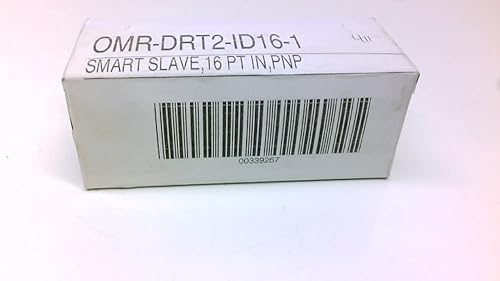 OMR-DRT2-ID16-1
SMART SLAVE,16 PT IN,PNP
00339267